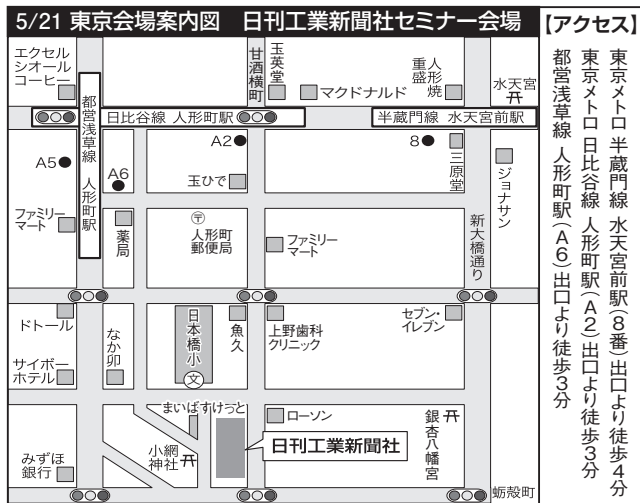 5/21 東京会場案内図　日刊工業新聞社セミナー会場
【アクセス】
東京メトロ 半蔵門線 水天宮前駅(8番)出口より徒歩4分
東京メトロ 日比谷線 人形町駅(A2)出口より徒歩3分
都営浅草線 人形町駅(A6)出口より徒歩3分
エクセル
シオール
コーヒー
甘酒横町
玉英堂
マクドナルド
人形焼
重盛
水天宮
都営浅草線 人形町駅
日比谷線 人形町駅
半蔵門線 水天宮前駅
A5
A6
A2
8
玉ひで
三原堂
ジョナサン
ファミリー
マート
薬局
〒
人形町
郵便局
ファミリー
マート
新大橋通り
ドトール
なか卯
日本橋小
文
魚久
上野歯科
クリニック
セブン・
イレブン
サイボー
ホテル
まいばすけっと
ローソン
銀杏八幡宮
みずほ
銀行
小網
神社
日刊工業新聞社
蛎殻町